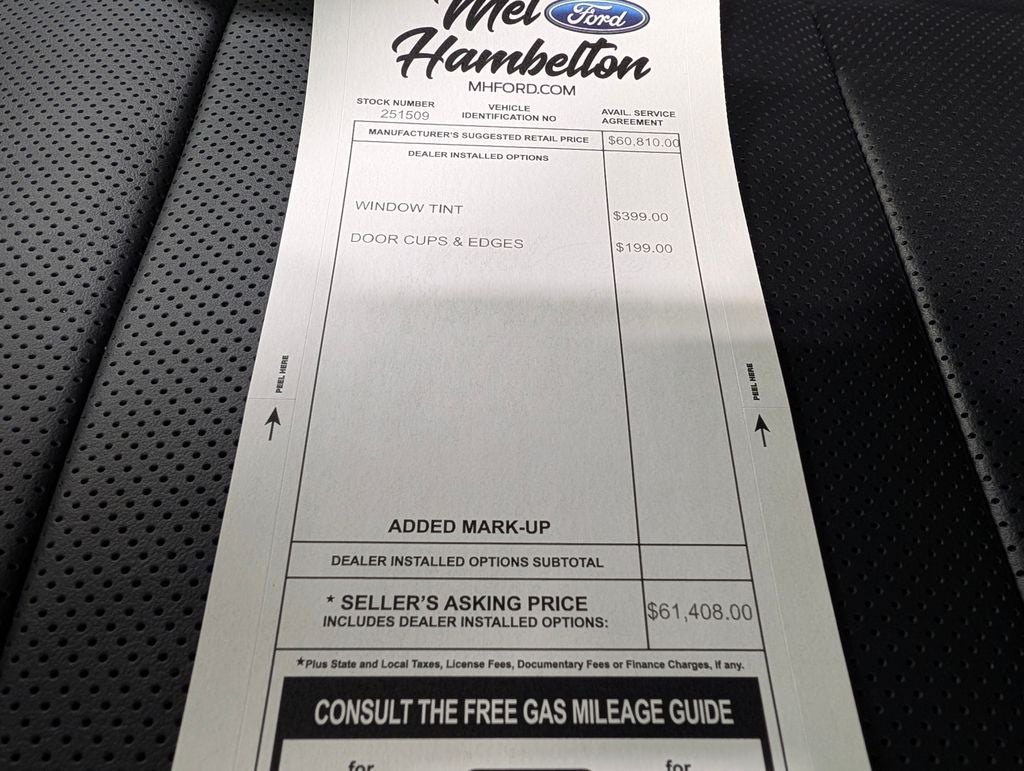 Mel Ford
Hambelton
MHFORD.COM
STOCK NUMBER
251509
VEHICLE
IDENTIFICATION NO
AVAIL. SERVICE
AGREEMENT
MANUFACTURER'S SUGGESTED RETAIL PRICE $60,810.00
DEALER INSTALLED OPTIONS
WINDOW TINT $399.00
DOOR CUPS & EDGES $199.00
PEEL HERE
PEEL HERE
ADDED MARK-UP
DEALER INSTALLED OPTIONS SUBTOTAL
* SELLER'S ASKING PRICE
INCLUDES DEALER INSTALLED OPTIONS:
$61,408.00
*Plus State and Local Taxes, License Fees, Documentary Fees or Finance Charges, If any.
CONSULT THE FREE GAS MILEAGE GUIDE
for for